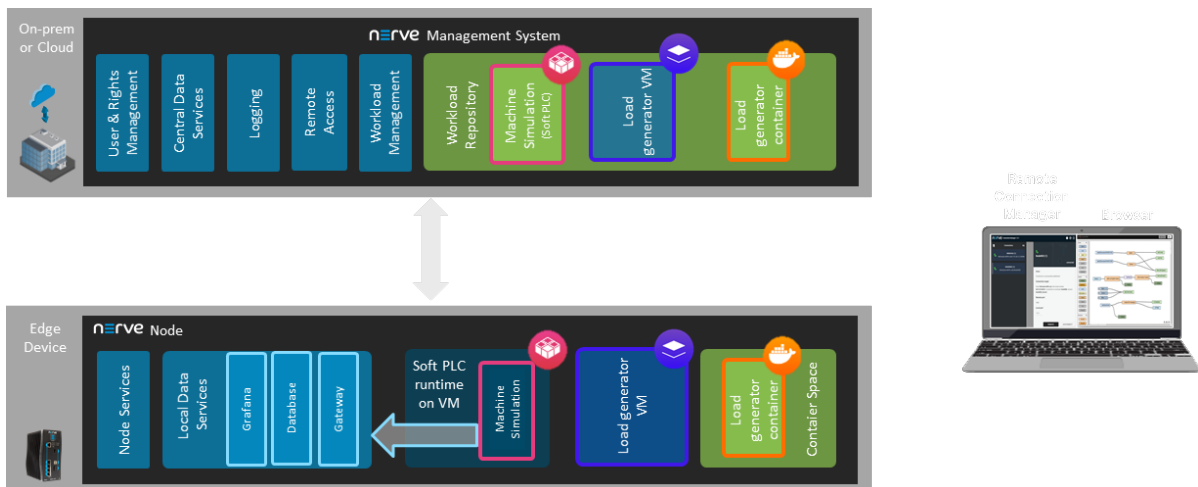 On-prem
or Cloud
nerve Management System
User & Rights
Management
Central Data
Services
Logging
Remote
Access
Workload
Management
Workload
Repository
Machine
Simulation
(Soft PLC)
Load
generator VM
Load
generator
container
Remote
Connection
Manager
Browser
Edge
Device
nerve Node
Node Services
Local Data
Services
Grafana
Database
Gateway
Soft PLC
runtime
on VM
Machine
Simulation
Load generator
VM
Load
generator
container
Contaier Space